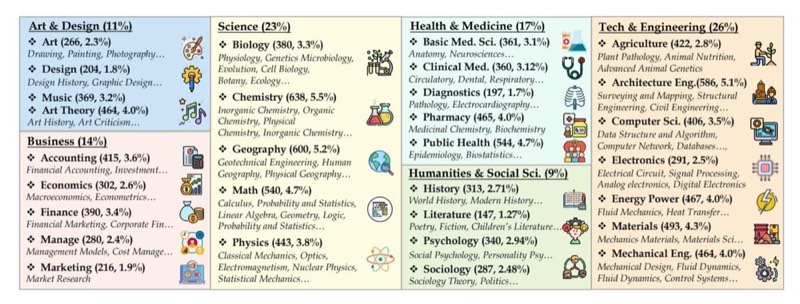 Art & Design (11%)
❖ Art (266, 2.3%)
Drawing, Painting, Photography…
❖ Design (204, 1.8%)
Design History, Graphic Design…
❖ Music (369, 3.2%)
❖ Art Theory (464, 4.0%)
Art History, Art Criticism…
Business (14%)
❖ Accounting (415, 3.6%)
Financial Accounting, Investment…
❖ Economics (302, 2.6%)
Macroeconomics, Econometrics…
❖ Finance (390, 3.4%)
Financial Marketing, Corporate Fin…
❖ Manage (280, 2.4%)
Management Models, Cost Manage…
❖ Marketing (216, 1.9%)
Market Research
Science (23%)
❖ Biology (380, 3.3%)
Physiology, Genetics Microbiology,
Evolution, Cell Biology,
Botany, Ecology…
❖ Chemistry (638, 5.5%)
Inorganic Chemistry, Organic
Chemistry, Physical
Chemistry, Inorganic Chemistry…
❖ Geography (600, 5.2%)
Geotechnical Engineering, Human
Geography, Physical Geography…
❖ Math (540, 4.7%)
Calculus, Probability and Statistics,
Linear Algebra, Geometry, Logic,
Probability and Statistics…
❖ Physics (443, 3.8%)
Classical Mechanics, Optics,
Electromagnetism, Nuclear Physics,
Statistical Mechanics…
Health & Medicine (17%)
❖ Basic Med. Sci. (361, 3.1%)
Anatomy, Neurosciences…
❖ Clinical Med. (360, 3.12%)
Circulatory, Dental, Respiratory…
❖ Diagnostics (197, 1.7%)
Pathology, Electrocardiography…
❖ Pharmacy (465, 4.0%)
Medicinal Chemistry, Biochemistry
❖ Public Health (544, 4.7%)
Epidemiology, Biostatistics…
Humanities & Social Sci. (9%)
❖ History (313, 2.71%)
World History, Modern History…
❖ Literature (147, 1.27%)
Poetry, Fiction, Children's Literature…
❖ Psychology (340, 2.94%)
Social Psychology, Personality Psy…
❖ Sociology (287, 2.48%)
Sociology Theory, Politics…
Tech & Engineering (26%)
❖ Agriculture (422, 2.8%)
Plant Pathology, Animal Nutrition,
Advanced Animal Genetics
❖ Architecture Eng.(586, 5.1%)
Surveying and Mapping, Structural
Engineering, Civil Engineering…
❖ Computer Sci. (406, 3.5%)
Data Structure and Algorithm,
Computer Network, Databases…,
❖ Electronics (291, 2.5%)
Electrical Circuit, Signal Processing,
Analog electronics, Digital Electronics
❖ Energy Power (467, 4.0%)
Fluid Mechanics, Heat Transfer…
❖ Materials (493, 4.3%)
Mechanics Materials, Materials Sci…
❖ Mechanical Eng. (464, 4.0%)
Mechanical Design, Fluid Dynamics,
Fluid Dynamics, Control Systems…